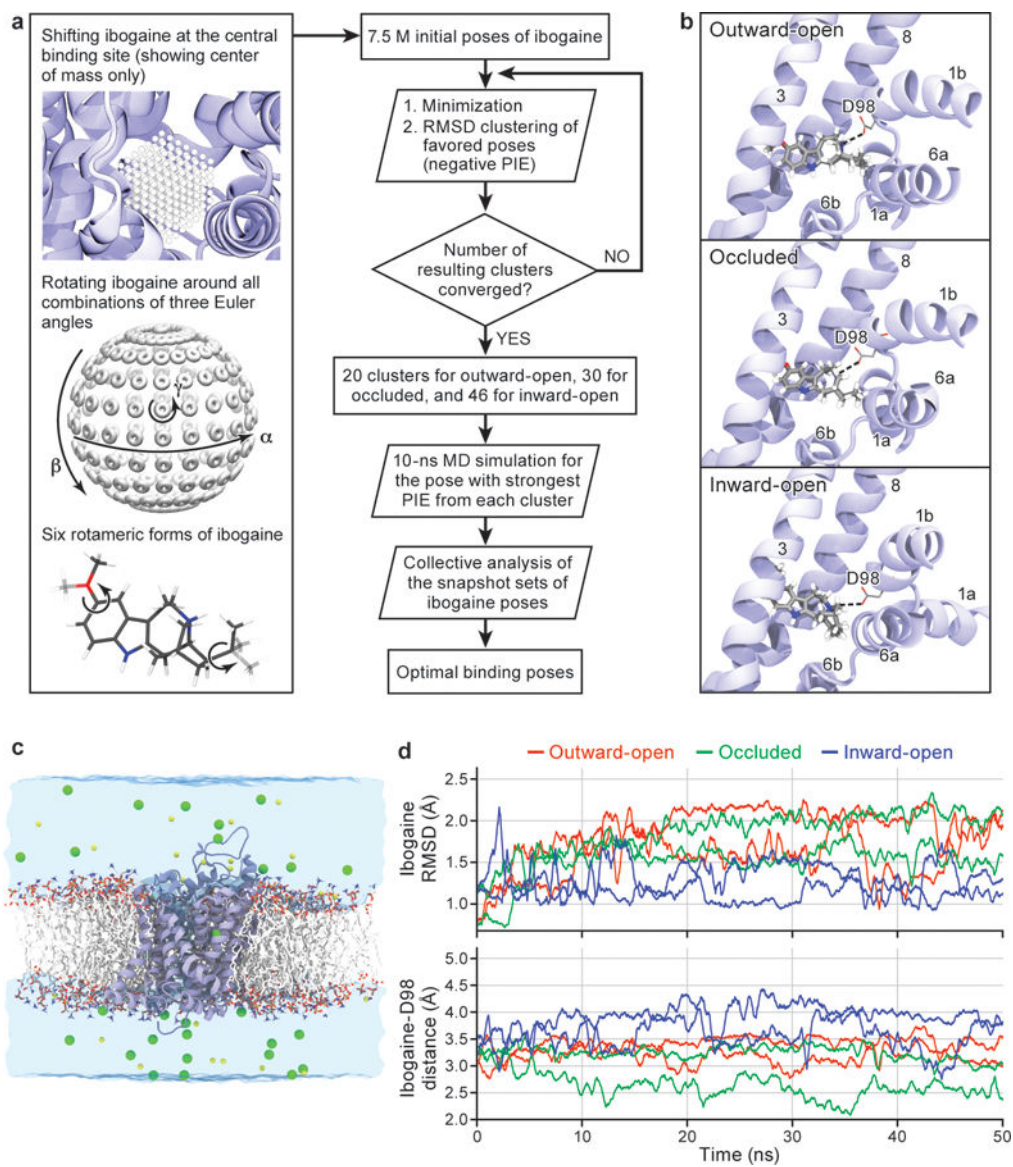 a
Shifting ibogaine at the central
binding site (showing center
of mass only)
Rotating ibogaine around all
combinations of three Euler
angles
γ
α
β
Six rotameric forms of ibogaine
7.5 M initial poses of ibogaine
1. Minimization
2. RMSD clustering of
favored poses
(negative PIE)
Number of
resulting clusters
converged?
NO
YES
20 clusters for outward-open, 30 for
occluded, and 46 for inward-open
10-ns MD simulation for
the pose with strongest
PIE from each cluster
Collective analysis of
the snapshot sets of
ibogaine poses
Optimal binding poses
b
Outward-open
8
1b
3
D98
6a
6b
1a
Occluded
8
1b
3
D98
6a
6b
1a
Inward-open
8
1b
3
D98
1a
6b
6a
c
d
Outward-open
Occluded
Inward-open
Ibogaine
RMSD (Å)
2.5
2.0
1.5
1.0
Ibogaine-D98
distance (Å)
4.5
4.0
3.5
3.0
2.5
2.0
0
10
20
30
40
50
Time (ns)